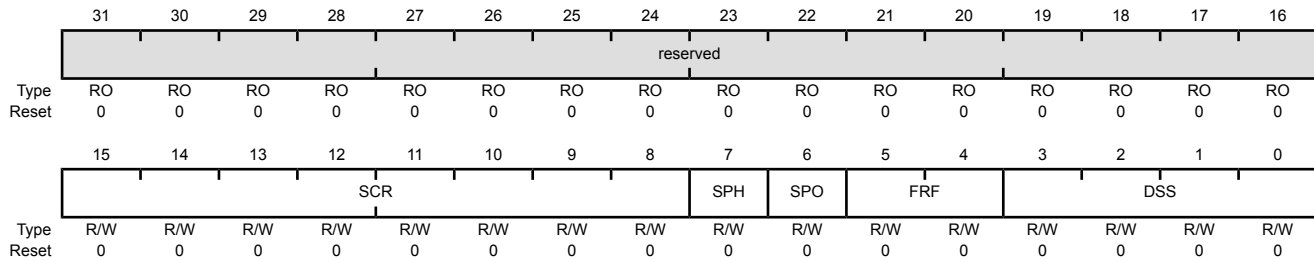 31 30 29 28 27 26 25 24 23 22 21 20 19 18 17 16
reserved
Type RO RO RO RO RO RO RO RO RO RO RO RO RO RO RO RO
Reset 0 0 0 0 0 0 0 0 0 0 0 0 0 0 0 0
15 14 13 12 11 10 9 8 7 6 5 4 3 2 1 0
SCR SPH SPO FRF DSS
Type R/W R/W R/W R/W R/W R/W R/W R/W R/W R/W R/W R/W R/W R/W R/W R/W
Reset 0 0 0 0 0 0 0 0 0 0 0 0 0 0 0 0